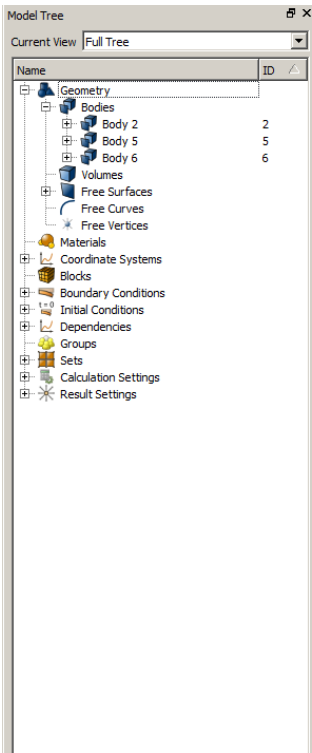 Model Tree
Current View Full Tree
Name ID
Geometry
Bodies
Body 2 2
Body 5 5
Body 6 6
Volumes
Free Surfaces
Free Curves
Free Vertices
Materials
Coordinate Systems
Blocks
Boundary Conditions
t=0 Initial Conditions
Dependencies
Groups
Sets
Calculation Settings
Result Settings